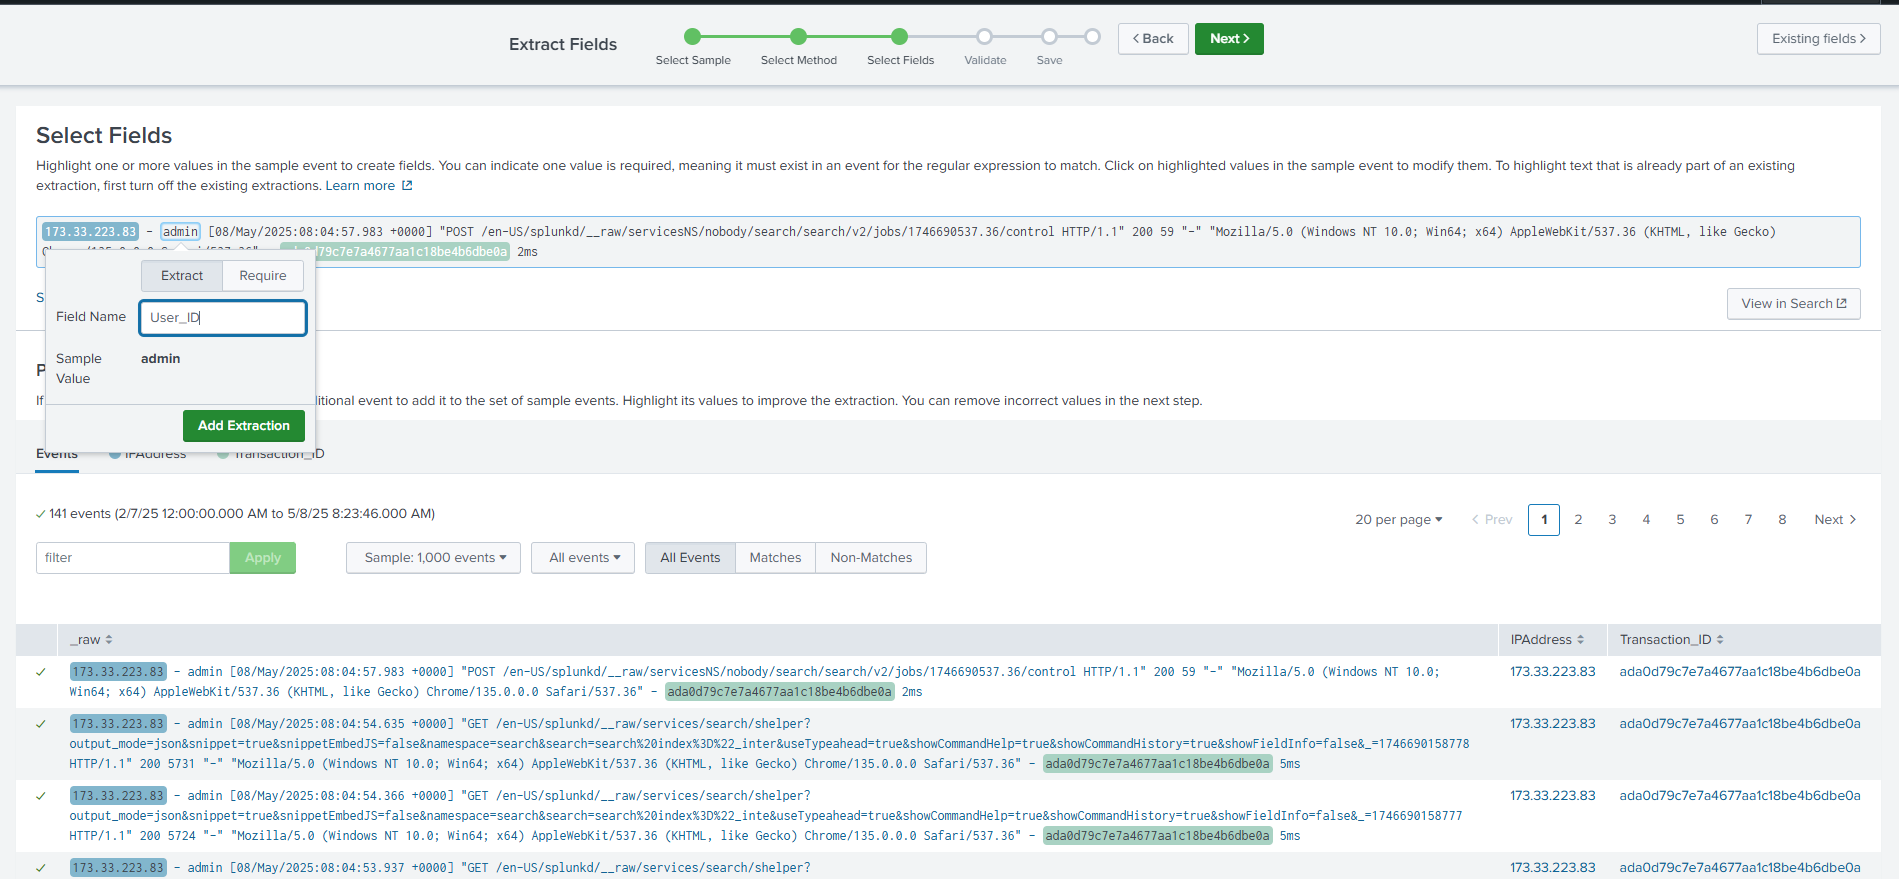 Extract Fields
Select Sample
Select Method
Select Fields
Validate
Save
< Back
Next >
Existing fields >
Select Fields
Highlight one or more values in the sample event to create fields. You can indicate one value is required, meaning it must exist in an event for the regular expression to match. Click on highlighted values in the sample event to modify them. To highlight text that is already part of an existing
extraction, first turn off the existing extractions. Learn more
173.33.223.83 - admin [08/May/2025:08:04:57.983 +0000] "POST /en-US/splunkd/__raw/servicesNS/nobody/search/search/v2/jobs/1746690537.36/control HTTP/1.1" 200 59 "-" "Mozilla/5.0 (Windows NT 10.0; Win64; x64) AppleWebKit/537.36 (KHTML, like Gecko)
d79c7e7a4677aa1c18be4b6dbe0a 2ms
Extract
Require
S
View in Search
Field Name
User_ID
Sample
Value
admin
P
If
itional event to add it to the set of sample events. Highlight its values to improve the extraction. You can remove incorrect values in the next step.
Add Extraction
Events
IPAddress
Transaction_ID
141 events (2/7/25 12:00:00.000 AM to 5/8/25 8:23:46.000 AM)
20 per page
< Prev
1
2
3
4
5
6
7
8
Next >
filter
Apply
Sample: 1,000 events
All events
All Events
Matches
Non-Matches
_raw
IPAddress
Transaction_ID
173.33.223.83 - admin [08/May/2025:08:04:57.983 +0000] "POST /en-US/splunkd/__raw/servicesNS/nobody/search/search/v2/jobs/1746690537.36/control HTTP/1.1" 200 59 "-" "Mozilla/5.0 (Windows NT 10.0;
Win64; x64) AppleWebKit/537.36 (KHTML, like Gecko) Chrome/135.0.0.0 Safari/537.36" - ada0d79c7e7a4677aa1c18be4b6dbe0a 2ms
173.33.223.83
ada0d79c7e7a4677aa1c18be4b6dbe0a
173.33.223.83 - admin [08/May/2025:08:04:54.635 +0000] "GET /en-US/splunkd/__raw/services/search/shelper?
output_mode=json&snippet=true&snippetEmbedJS=false&namespace=search&search=search%20index%3D%22_inter&useTypeahead=true&showCommandHelp=true&showCommandHistory=true&showFieldInfo=false&_=1746690158778
HTTP/1.1" 200 5731 "-" "Mozilla/5.0 (Windows NT 10.0; Win64; x64) AppleWebKit/537.36 (KHTML, like Gecko) Chrome/135.0.0.0 Safari/537.36" - ada0d79c7e7a4677aa1c18be4b6dbe0a 5ms
173.33.223.83
ada0d79c7e7a4677aa1c18be4b6dbe0a
173.33.223.83 - admin [08/May/2025:08:04:54.366 +0000] "GET /en-US/splunkd/__raw/services/search/shelper?
output_mode=json&snippet=true&snippetEmbedJS=false&namespace=search&search=search%20index%3D%22_inte&useTypeahead=true&showCommandHelp=true&showCommandHistory=true&showFieldInfo=false&_=1746690158777
HTTP/1.1" 200 5724 "-" "Mozilla/5.0 (Windows NT 10.0; Win64; x64) AppleWebKit/537.36 (KHTML, like Gecko) Chrome/135.0.0.0 Safari/537.36" - ada0d79c7e7a4677aa1c18be4b6dbe0a 5ms
173.33.223.83
ada0d79c7e7a4677aa1c18be4b6dbe0a
173.33.223.83 - admin [08/May/2025:08:04:53.937 +0000] "GET /en-US/splunkd/__raw/services/search/shelper?
173.33.223.83
ada0d79c7e7a4677aa1c18be4b6dbe0a